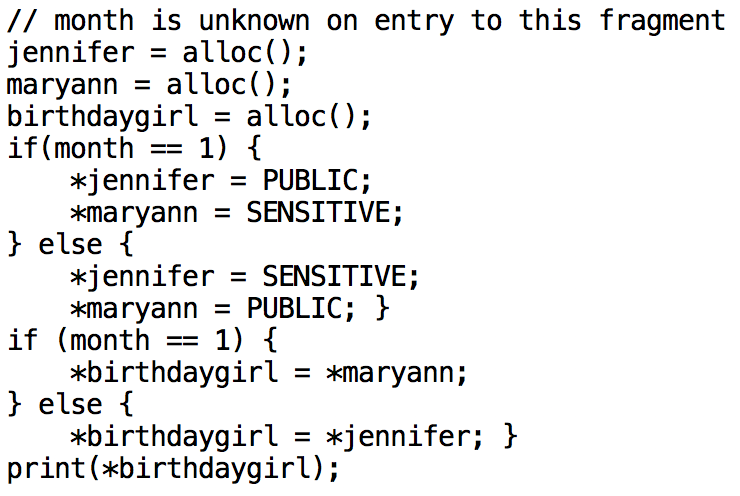 // month is unknown on entry to this fragment
jennifer = alloc();
maryann = alloc();
birthdaygirl = alloc();
if(month == 1) {
    *jennifer = PUBLIC;
    *maryann = SENSITIVE;
} else {
    *jennifer = SENSITIVE;
    *maryann = PUBLIC; }
if (month == 1) {
    *birthdaygirl = *maryann;
} else {
    *birthdaygirl = *jennifer; }
print(*birthdaygirl);